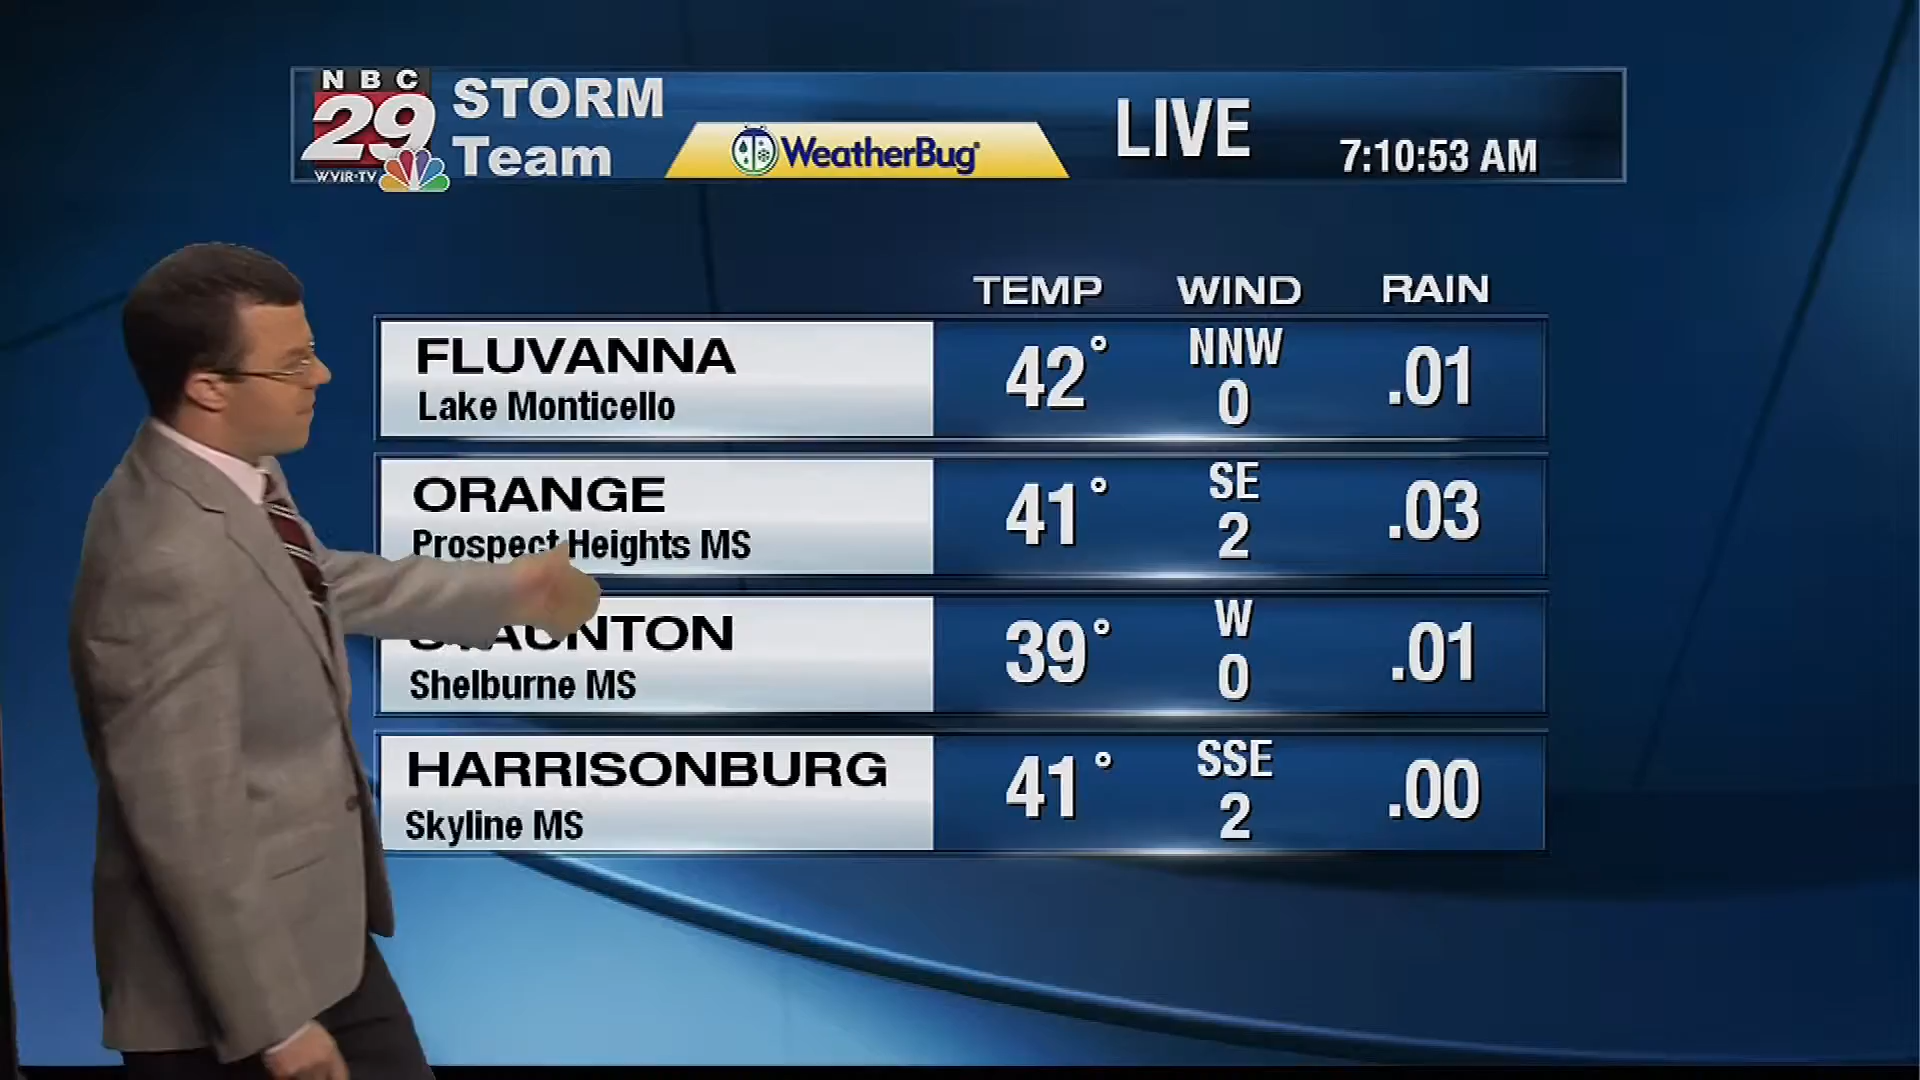 NBC
29
WVIR-TV
STORM
Team
WeatherBug
LIVE
7:10:53 AM
TEMP WIND RAIN
FLUVANNA
Lake Monticello
42° NNW 0 .01
ORANGE
Prospect Heights MS
41° SE 2 .03
STAUNTON
Shelburne MS
39° W 0 .01
HARRISONBURG
Skyline MS
41° SSE 2 .00